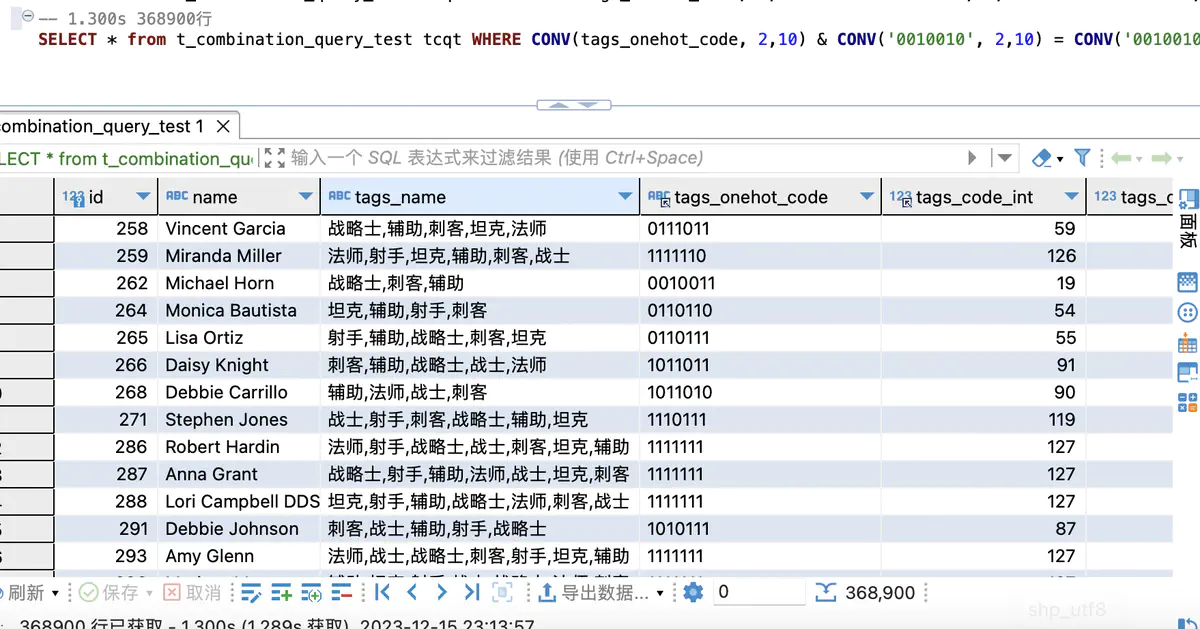 -- 1.300s 368900行
SELECT * from t_combination_query_test tcqt WHERE CONV(tags_onehot_code, 2,10) & CONV('0010010', 2,10) = CONV('0010010
ombination_query_test 1
LECT * from t_combination_qu 输入一个 SQL 表达式来过滤结果 (使用 Ctrl+Space)
123 id ABC name ABC tags_name ABC tags_onehot_code 123 tags_code_int 123 tags_c
258 Vincent Garcia 战略士,辅助,刺客,坦克,法师 0111011 59
259 Miranda Miller 法师,射手,坦克,辅助,刺客,战士 1111110 126
262 Michael Horn 战略士,刺客,辅助 0010011 19
264 Monica Bautista 坦克,辅助,射手,刺客 0110110 54
265 Lisa Ortiz 射手,辅助,战略士,刺客,坦克 0110111 55
266 Daisy Knight 刺客,辅助,战略士,战士,法师 1011011 91
268 Debbie Carrillo 辅助,法师,战士,刺客 1011010 90
271 Stephen Jones 战士,射手,刺客,战略士,辅助,坦克 1110111 119
286 Robert Hardin 法师,射手,战略士,战士,刺客,坦克,辅助 1111111 127
287 Anna Grant 战略士,射手,辅助,法师,战士,坦克,刺客 1111111 127
288 Lori Campbell DDS 坦克,射手,辅助,战略士,法师,刺客,战士 1111111 127
291 Debbie Johnson 刺客,战士,辅助,射手,战略士 1010111 87
293 Amy Glenn 法师,战士,战略士,刺客,射手,坦克,辅助 1111111 127
面板
刷新 保存 取消 导出数据... 0 368,900
shp_utf8
368900 行已获取 - 1.300s (1.289s 获取), 2023-12-15 23:13:57